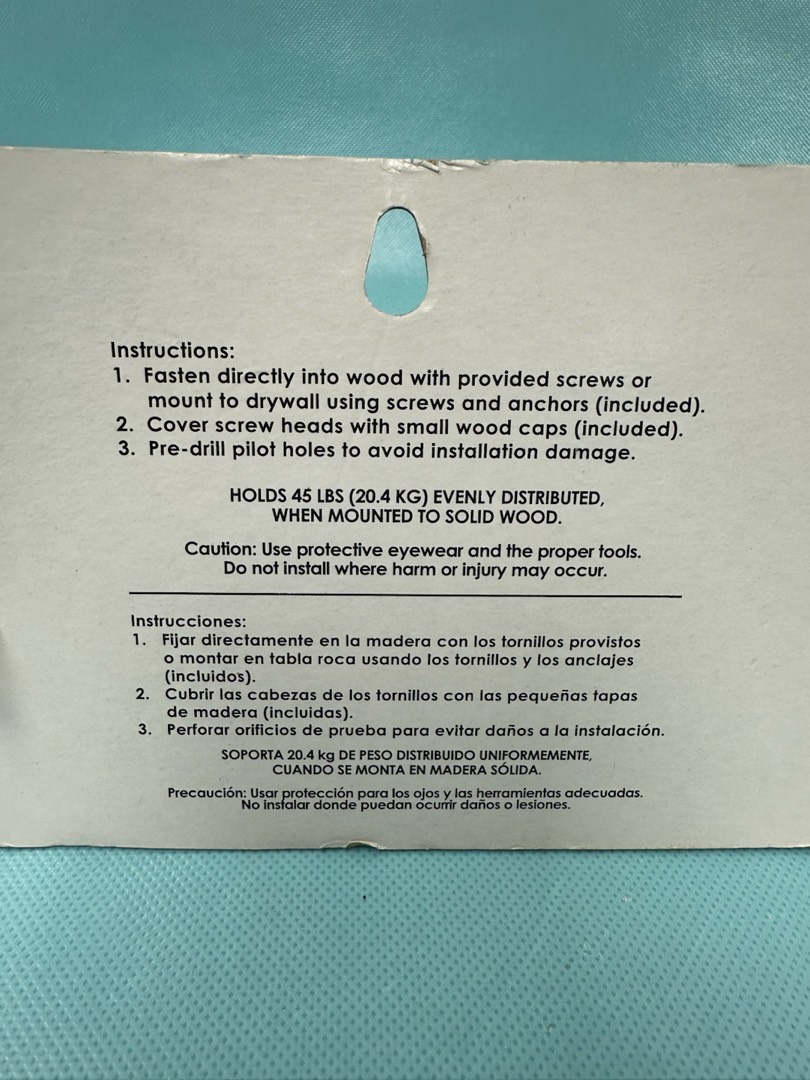 Instructions:
1. Fasten directly into wood with provided screws or
mount to drywall using screws and anchors (included).
2. Cover screw heads with small wood caps (included).
3. Pre-drill pilot holes to avoid installation damage.
HOLDS 45 LBS (20.4 KG) EVENLY DISTRIBUTED,
WHEN MOUNTED TO SOLID WOOD.
Caution: Use protective eyewear and the proper tools.
Do not install where harm or injury may occur.
Instrucciones:
1. Fijar directamente en la madera con los tornillos provistos
o montar en tabla roca usando los tornillos y los anclajes
(incluidos).
2. Cubrir las cabezas de los tornillos con las pequeñas tapas
de madera (incluidas).
3. Perforar orificios de prueba para evitar daños a la instalación.
SOPORTA 20.4 kg DE PESO DISTRIBUIDO UNIFORMEMENTE,
CUANDO SE MONTA EN MADERA SÓLIDA.
Precaución: Usar protección para los ojos y las herramientas adecuadas.
No instalar donde puedan ocurrir daños o lesiones.